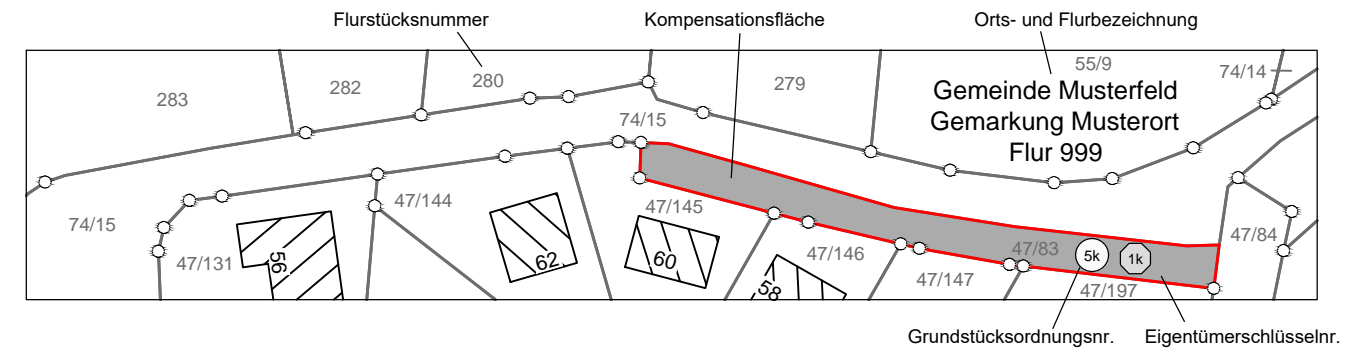 Flurstücksnummer
Kompensationsfläche
Orts- und Flurbezeichnung
283
282
280
279
55/9
74/14
Gemeinde Musterfeld
Gemarkung Musterort
Flur 999
74/15
74/15
47/131
47/144
47/145
47/146
47/147
47/83
47/197
47/84
56
62
60
58
5k
1k
Grundstücksordnungsnr.
Eigentümerschlüsselnr.